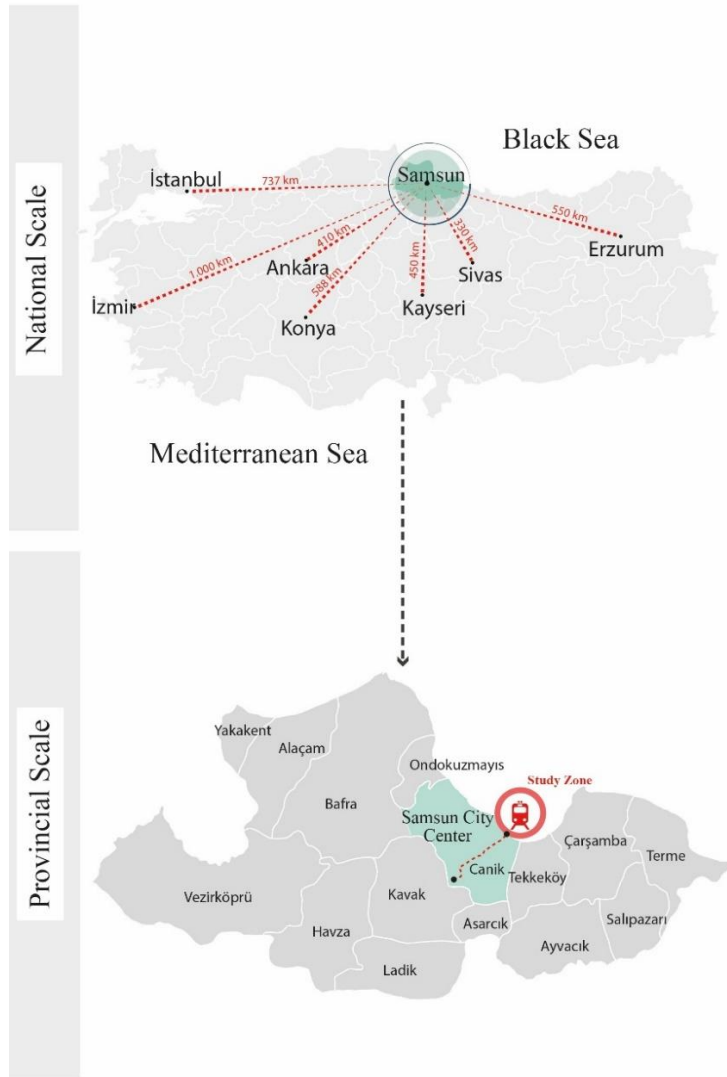 National Scale
Black Sea
İstanbul
737 km
Samsun
550 km
Erzurum
410 km
330 km
Ankara
Sivas
1.000 km
450 km
588 km
İzmir
Kayseri
Konya
Mediterranean Sea
Provincial Scale
Yakakent
Alaçam
Ondokuzmayıs
Study Zone
Bafra
Samsun City
Center
Çarşamba
Terme
Canik
Tekkeköy
Vezirköprü
Kavak
Salıpazarı
Asarcık
Havza
Ayvacık
Ladik